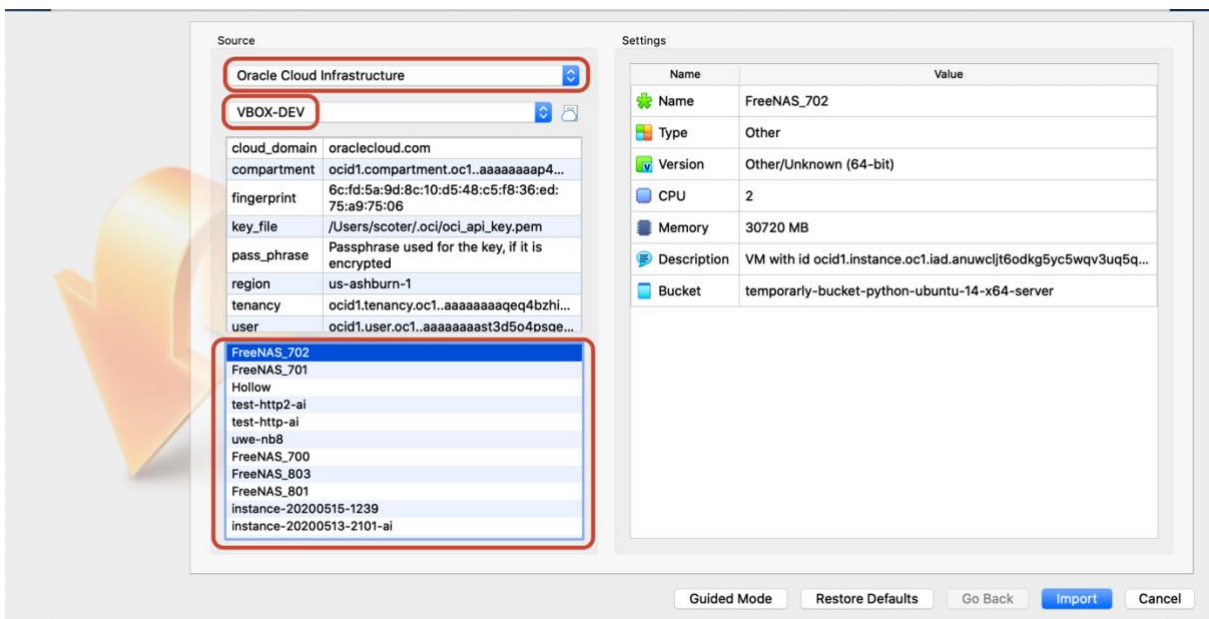 Source
Oracle Cloud Infrastructure
VBOX-DEV
cloud_domain oraclecloud.com
compartment ocid1.compartment.oc1..aaaaaaaap4...
fingerprint 6c:fd:5a:9d:8c:10:d5:48:c5:f8:36:ed:
75:a9:75:06
key_file /Users/scoter/.oci/oci_api_key.pem
pass_phrase Passphrase used for the key, if it is
encrypted
region us-ashburn-1
tenancy ocid1.tenancy.oc1..aaaaaaaaqeq4bzhi...
user ocid1.user.oc1..aaaaaaaast3d5o4psqe...
FreeNAS_702
FreeNAS_701
Hollow
test-http2-ai
test-http-ai
uwe-nb8
FreeNAS_700
FreeNAS_803
FreeNAS_801
instance-20200515-1239
instance-20200513-2101-ai
Settings
Name Value
Name FreeNAS_702
Type Other
Version Other/Unknown (64-bit)
CPU 2
Memory 30720 MB
Description VM with id ocid1.instance.oc1.iad.anuwcljt6odkg5yc5wqv3uq5q...
Bucket temporarly-bucket-python-ubuntu-14-x64-server
Guided Mode Restore Defaults Go Back Import Cancel